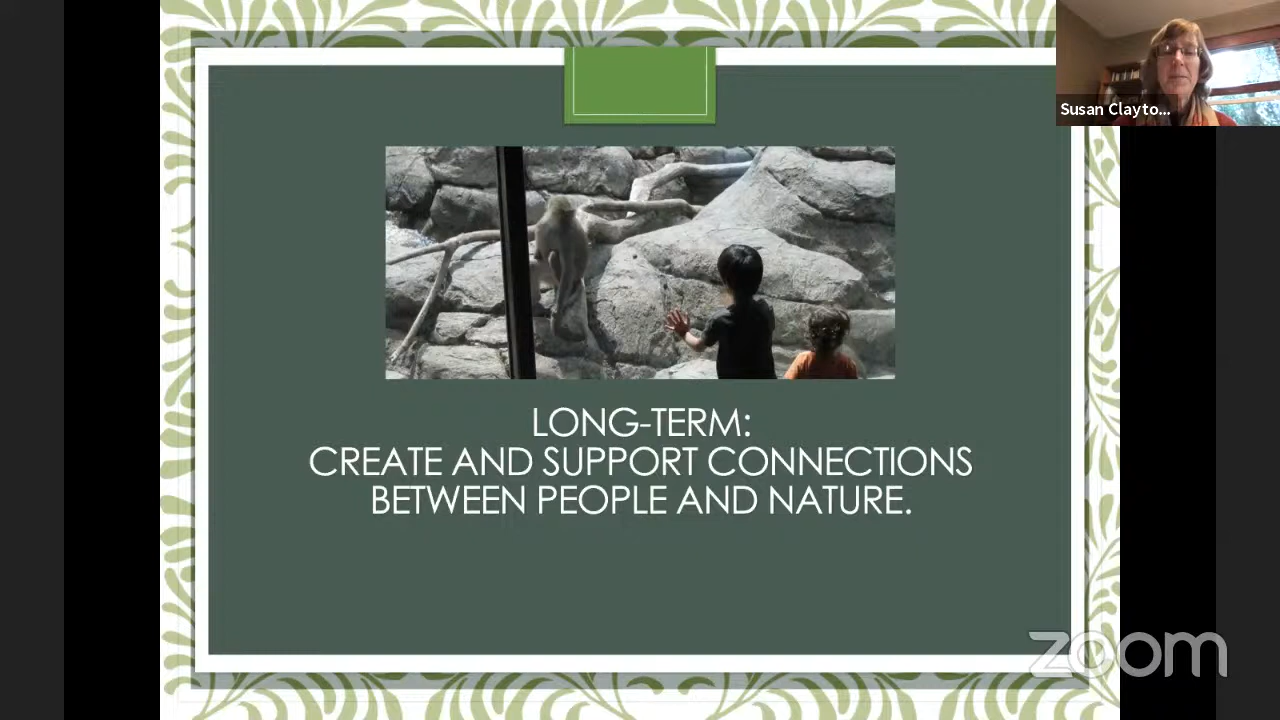 Susan Clayto...
LONG-TERM:
CREATE AND SUPPORT CONNECTIONS
BETWEEN PEOPLE AND NATURE.
zoom